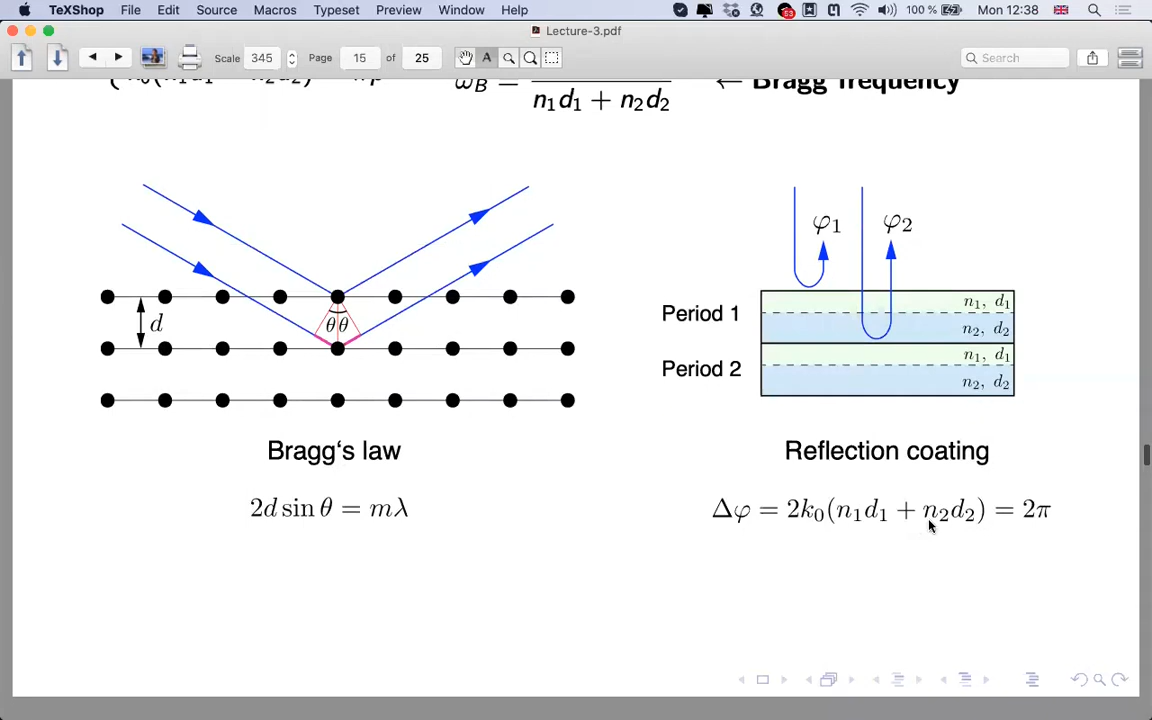 TeXShop File Edit Source Macros Typeset Preview Window Help 53 100 % Mon 12:38
Lecture-3.pdf
Scale 345 Page 15 of 25 A Search
ω_B =
n₁d₁ + n₂d₂
← Bragg frequency
φ₁ φ₂
d
θ θ
Period 1
n₁, d₁
n₂, d₂
Period 2
n₁, d₁
n₂, d₂
Bragg‘s law
Reflection coating
2d sin θ = mλ
Δφ = 2k₀(n₁d₁ + n₂d₂) = 2π